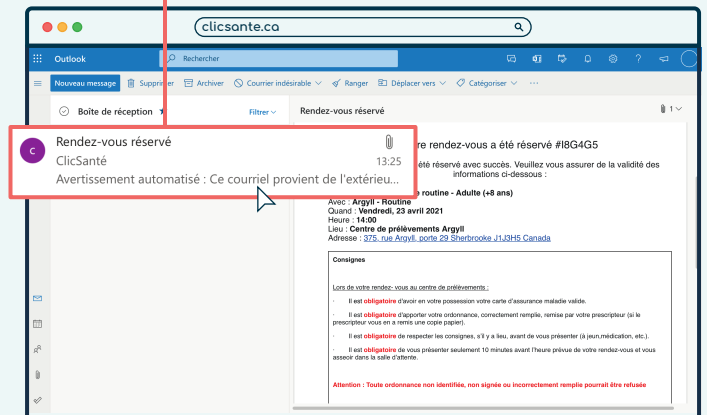 clicsante.ca
Outlook
Rechercher
Nouveau message Supprimer Archiver Courrier indésirable Ranger Déplacer vers Catégoriser ...
Boîte de réception
Filtrer
Rendez-vous réservé
1
Rendez-vous réservé
C
ClicSanté
13:25
Avertissement automatisé : Ce courriel provient de l'extérieu...
re rendez-vous a été réservé #I8G4G5
été réservé avec succès. Veuillez vous assurer de la validité des
informations ci-dessous :
routine - Adulte (+8 ans)
Avec : Argyll - Routine
Quand : Vendredi, 23 avril 2021
Heure : 14:00
Lieu : Centre de prélèvements Argyll
Adresse : 375, rue Argyll, porte 29 Sherbrooke J1J3H5 Canada
Consignes
Lors de votre rendez- vous au centre de prélèvements :
· Il est obligatoire d'avoir en votre possession votre carte d'assurance maladie valide.
· Il est obligatoire d'apporter votre ordonnance, correctement remplie, remise par votre prescripteur (si le
prescripteur vous en a remis une copie papier).
· Il est obligatoire de respecter les consignes, s'il y a lieu, avant de vous présenter (à jeun,médication, etc.).
· Il est obligatoire de vous présenter seulement 10 minutes avant l'heure prévue de votre rendez-vous et vous
asseoir dans la salle d'attente.
Attention : Toute ordonnance non identifiée, non signée ou incorrectement remplie pourrait être refusée